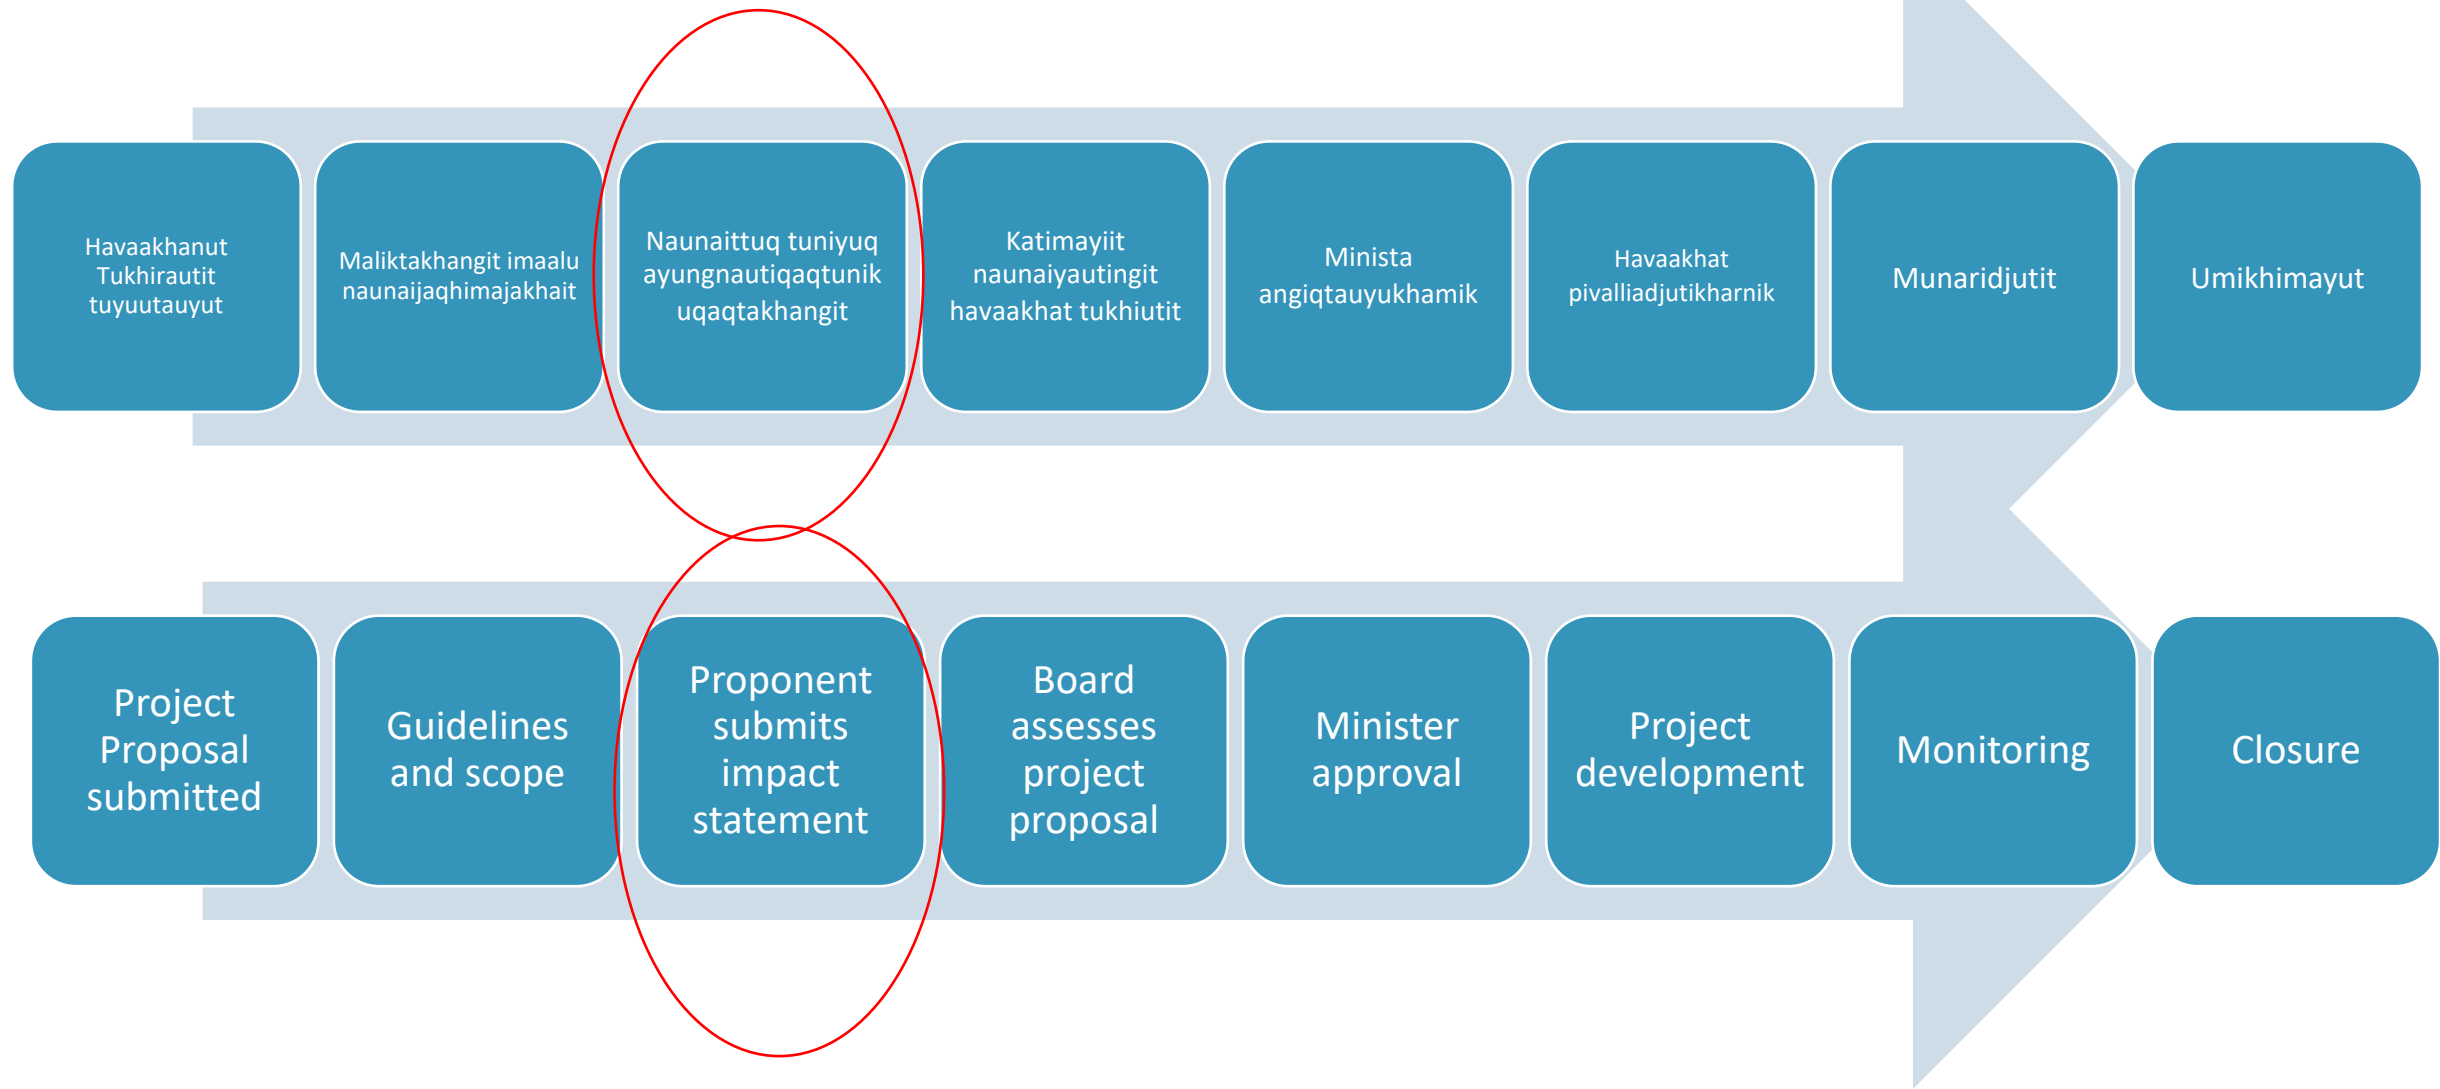 Havaakhanut
Tukhirautit
tuyuutauyut
Maliktakhangit imaalu
naunaijaqhimajakhait
Naunaittuq tuniyuq
ayungnautiqaqtunik
uqaqtakhangit
Katimayiit
naunaiyautingit
havaakhat tukhiutit
Minista
angiqtauyukhamik
Havaakhat
pivalliadjutikharnik
Munaridjutit
Umikhimayut
Project
Proposal
submitted
Guidelines
and scope
Proponent
submits
impact
statement
Board
assesses
project
proposal
Minister
approval
Project
development
Monitoring
Closure